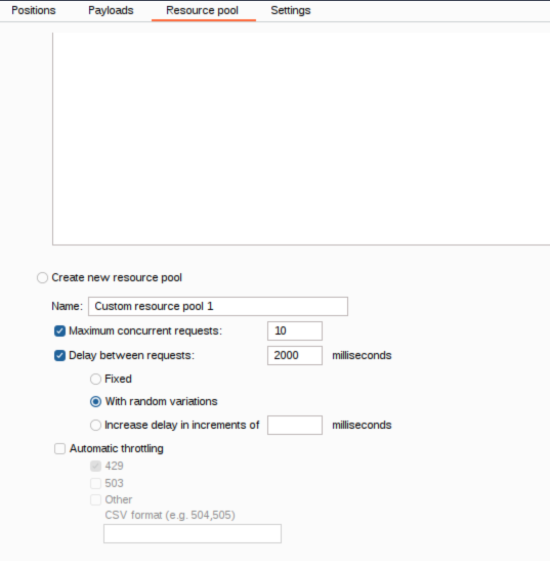 Positions Payloads Resource pool Settings
Create new resource pool
Name: Custom resource pool 1
Maximum concurrent requests: 10
Delay between requests: 2000 milliseconds
Fixed
With random variations
Increase delay in increments of milliseconds
Automatic throttling
429
503
Other
CSV format (e.g. 504,505)